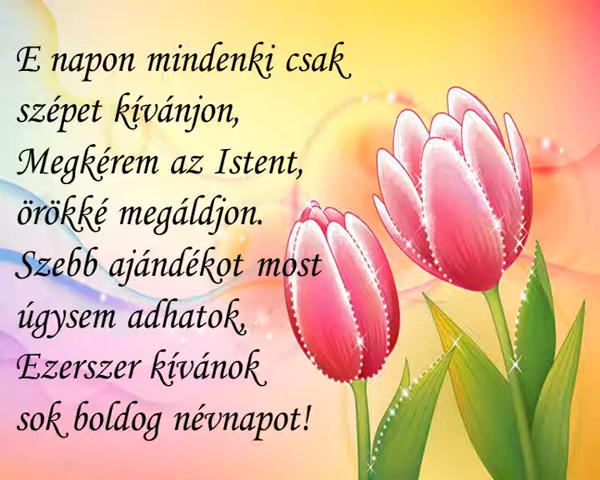 E napon mindenki csak
szépet kívánjon,
Megkérem az Istent,
örökké megáldjon.
Szebb ajándékot most
úgysem adhatok,
Ezerszer kívánok
sok boldog névnapot!